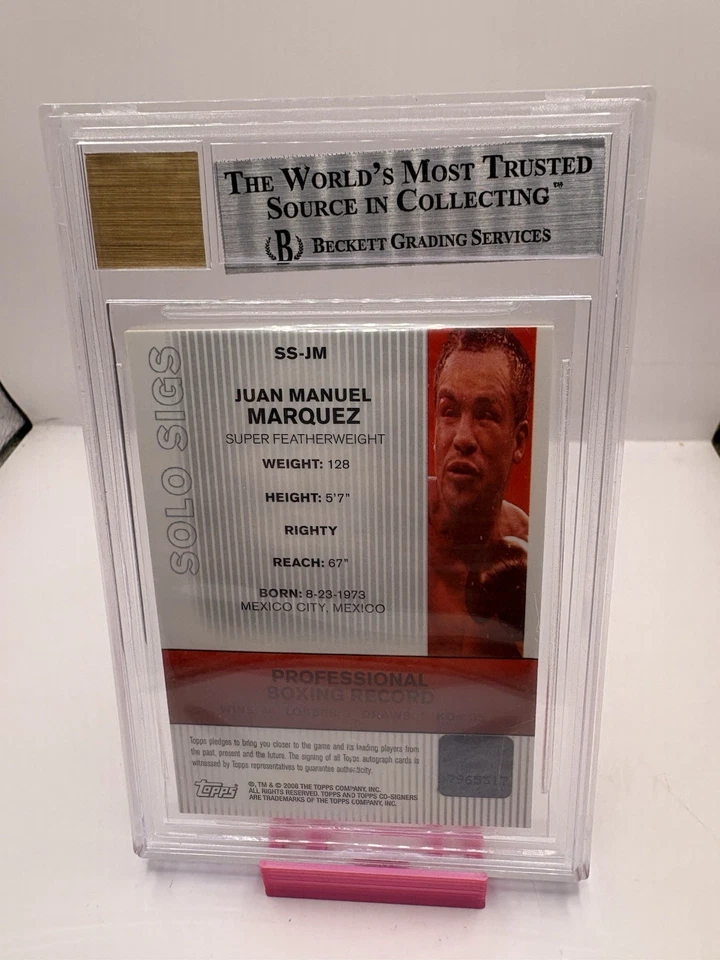 THE WORLD'S MOST TRUSTED
SOURCE IN COLLECTING™
B BECKETT GRADING SERVICES
SOLO SIGS
SS-JM
JUAN MANUEL
MARQUEZ
SUPER FEATHERWEIGHT
WEIGHT: 128
HEIGHT: 5'7"
RIGHTY
REACH: 67"
BORN: 8-23-1973
MEXICO CITY, MEXICO
PROFESSIONAL
BOXING RECORD
Topps pledges to bring you closer to the game and its leading players from
the past, present and the future. The signing of all Topps autograph cards is
witnessed by Topps representatives to guarantee authenticity.
topps
®, TM & © 2008 THE TOPPS COMPANY, INC.
ALL RIGHTS RESERVED. TOPPS AND TOPPS CO-SIGNERS
ARE TRADEMARKS OF THE TOPPS COMPANY, INC.